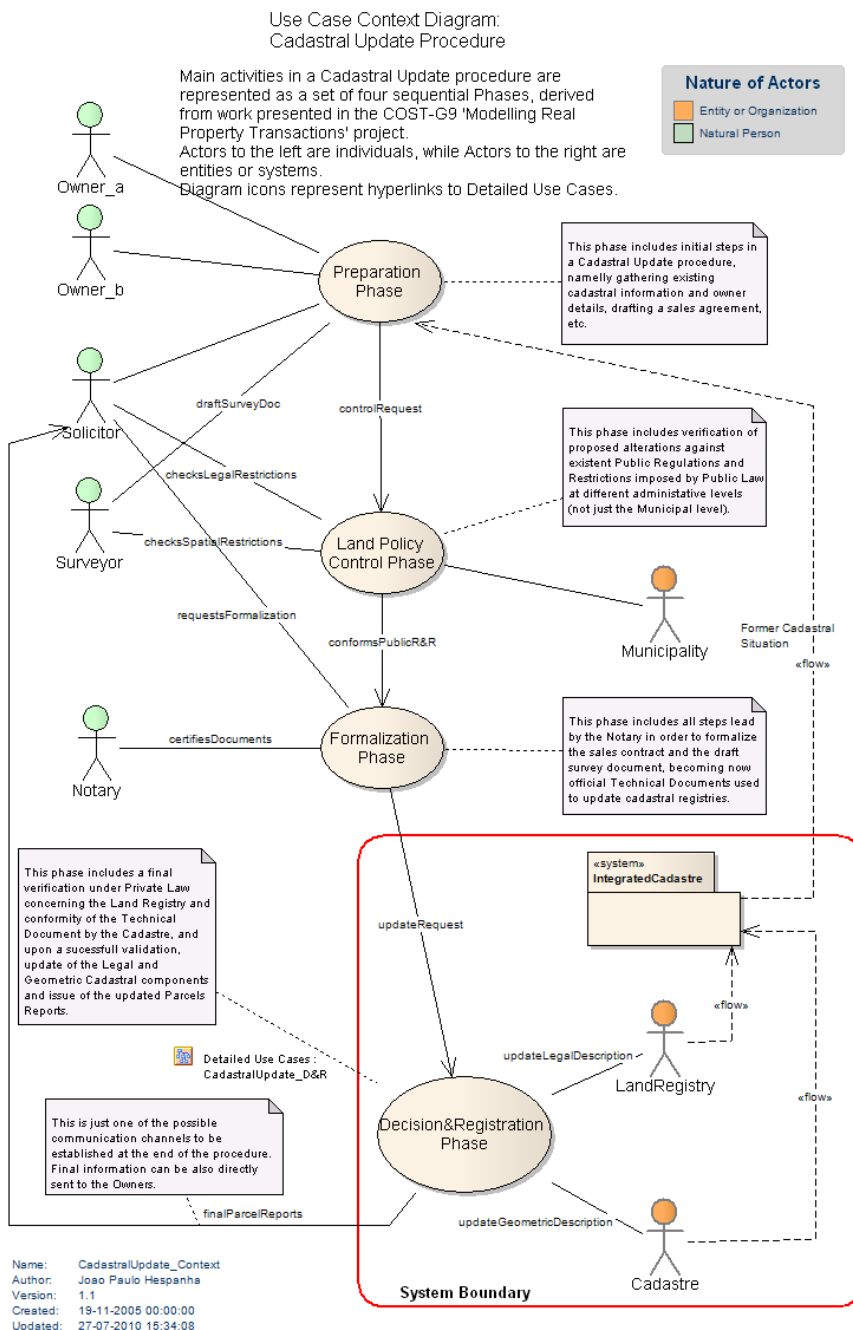 Use Case Context Diagram:
Cadastral Update Procedure
Main activities in a Cadastral Update procedure are
represented as a set of four sequential Phases, derived
from work presented in the COST-G9 'Modelling Real
Property Transactions' project.
Actors to the left are individuals, while Actors to the right are
entities or systems.
Diagram icons represent hyperlinks to Detailed Use Cases.
Nature of Actors
Entity or Organization
Natural Person
Owner_a
Owner_b
Preparation
Phase
This phase includes initial steps in
a Cadastral Update procedure,
namelly gathering existing
cadastral information and owner
details, drafting a sales agreement,
etc.
Solicitor
draftSurveyDoc
controlRequest
checksLegalRestrictions
This phase includes verification of
proposed alterations against
existent Public Regulations and
Restrictions imposed by Public Law
at different administative levels
(not just the Municipal level).
Surveyor
checksSpatialRestrictions
Land Policy
Control Phase
requestsFormalization
conformsPublicR&R
Municipality
Former Cadastral
Situation
«flow»
Notary
certifiesDocuments
Formalization
Phase
This phase includes all steps lead
by the Notary in order to formalize
the sales contract and the draft
survey document, becoming now
official Technical Documents used
to update cadastral registries.
This phase includes a final
verification under Private Law
concerning the Land Registry and
conformity of the Technical
Document by the Cadastre, and
upon a sucessfull validation,
update of the Legal and
Geometric Cadastral components
and issue of the updated Parcels
Reports.
updateRequest
«system»
IntegratedCadastre
«flow»
LandRegistry
updateLegalDescription
«flow»
Detailed Use Cases :
CadastralUpdate_D&R
Decision&Registration
Phase
This is just one of the possible
communication channels to be
established at the end of the procedure.
Final information can be also directly
sent to the Owners.
finalParcelReports
updateGeometricDescription
Cadastre
System Boundary
Name: CadastralUpdate_Context
Author: Joao Paulo Hespanha
Version: 1.1
Created: 19-11-2005 00:00:00
Updated: 27-07-2010 15:34:08